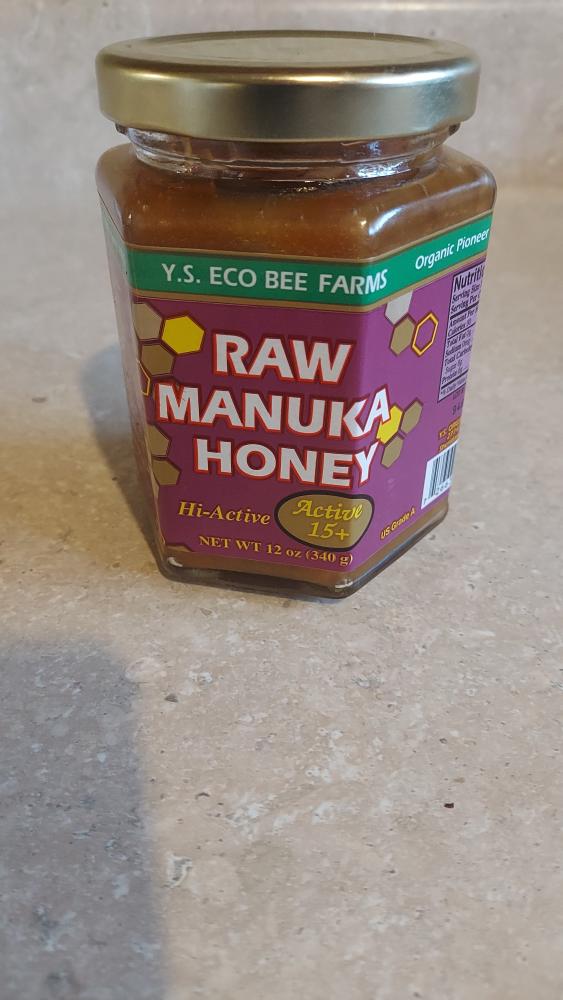 Y.S. ECO BEE FARMS
Organic Pioneer
RAW
MANUKA
HONEY
Hi-Active
Active
15+
NET WT 12 oz (340 g)
US Grade A